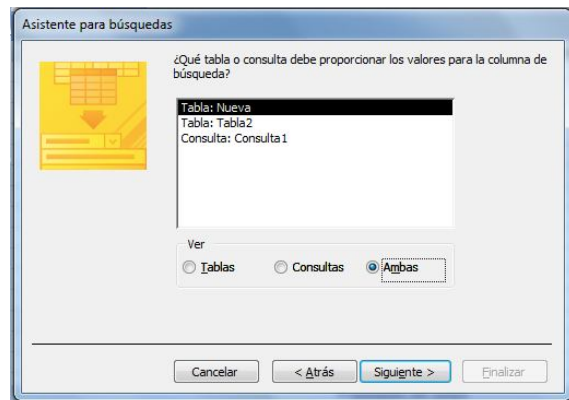 Asistente para búsquedas
¿Qué tabla o consulta debe proporcionar los valores para la columna de
búsqueda?
Tabla: Nueva
Tabla: Tabla2
Consulta: Consulta1
Ver
Tablas Consultas Ambas
Cancelar < Atrás Siguiente > Finalizar